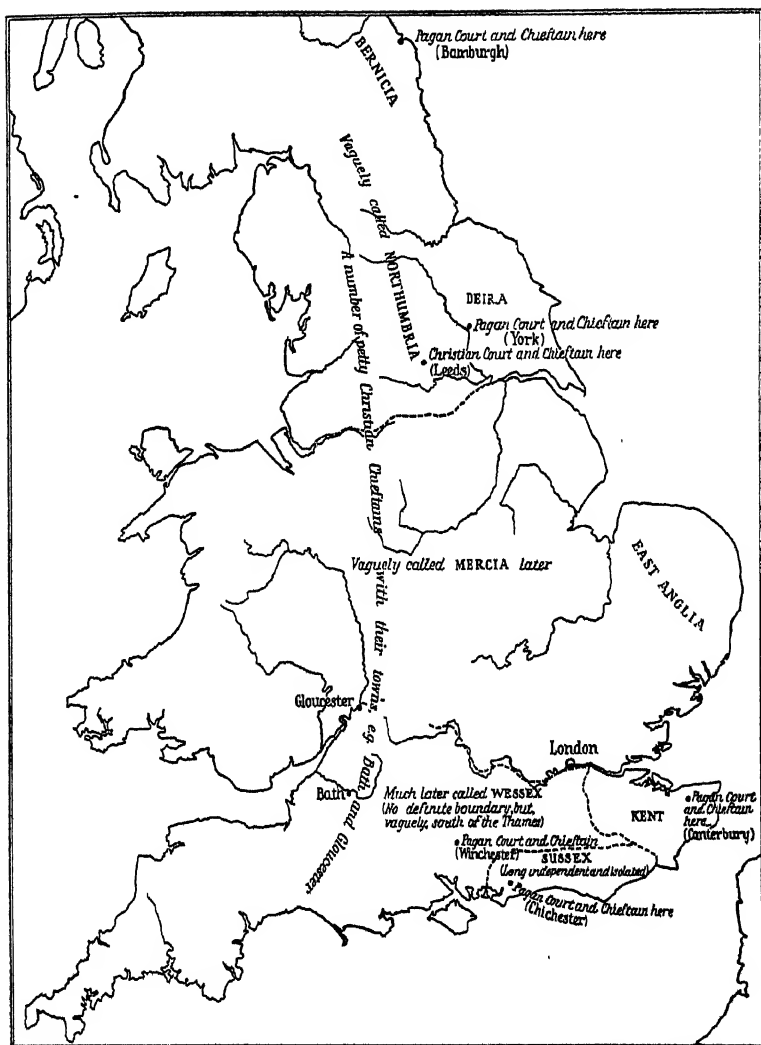 Pagan Court and Chieftain here
(Bamburgh)
BERNICIA
Vaguely called NORTHUMBRIA
DEIRA
Pagan Court and Chieftain here
(York)
Christian Court and Chieftain here
(Leeds)
A number of petty Christian Chieftains with their towns, e.g. Bath and Gloucester
Vaguely called MERCIA later
EAST ANGLIA
Gloucester
London
Bath
Much later called WESSEX
(No definite boundary, but,
vaguely, south of the Thames)
KENT
Pagan Court
and Chieftain
here
(Canterbury)
Pagan Court and Chieftain
(Winchester)
SUSSEX
(Long independent and isolated)
Pagan Court and Chieftain here
(Chichester)